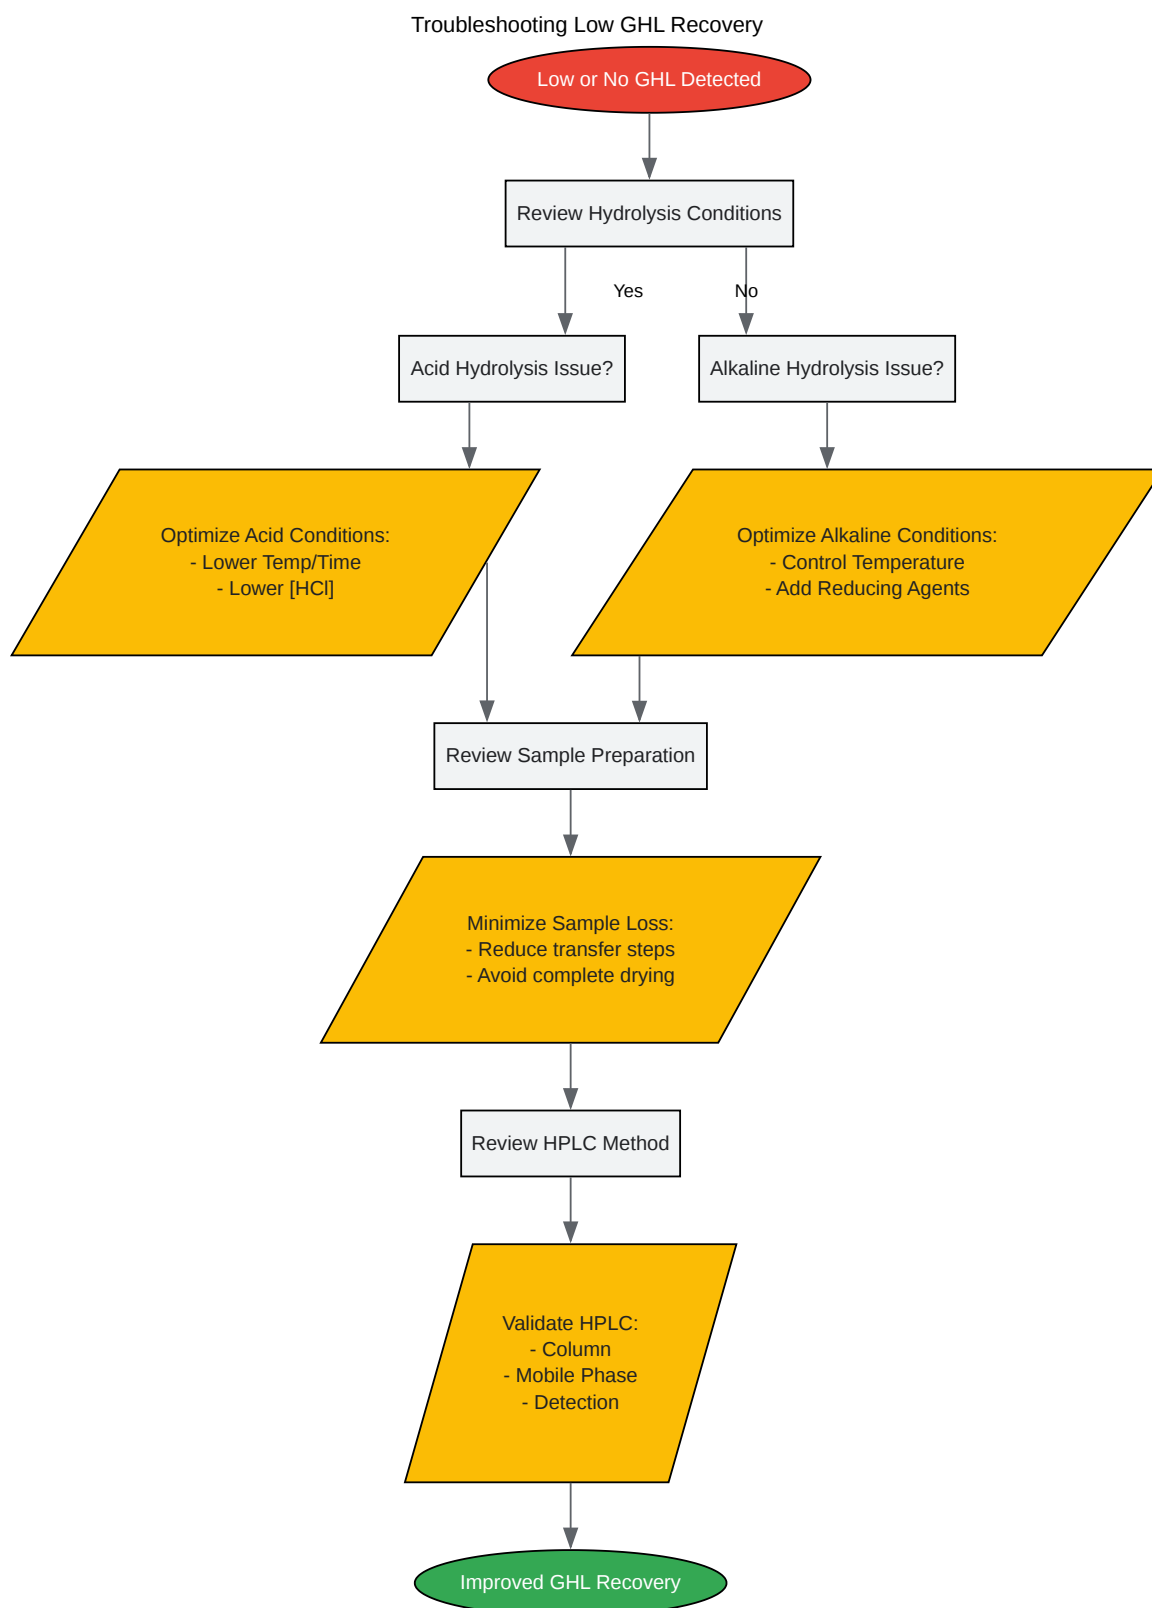 Troubleshooting Low GHL Recovery
Low or No GHL Detected
Review Hydrolysis Conditions
Yes
No
Acid Hydrolysis Issue?
Alkaline Hydrolysis Issue?
Optimize Acid Conditions:
- Lower Temp/Time
- Lower [HCl]
Optimize Alkaline Conditions:
- Control Temperature
- Add Reducing Agents
Review Sample Preparation
Minimize Sample Loss:
- Reduce transfer steps
- Avoid complete drying
Review HPLC Method
Validate HPLC:
- Column
- Mobile Phase
- Detection
Improved GHL Recovery